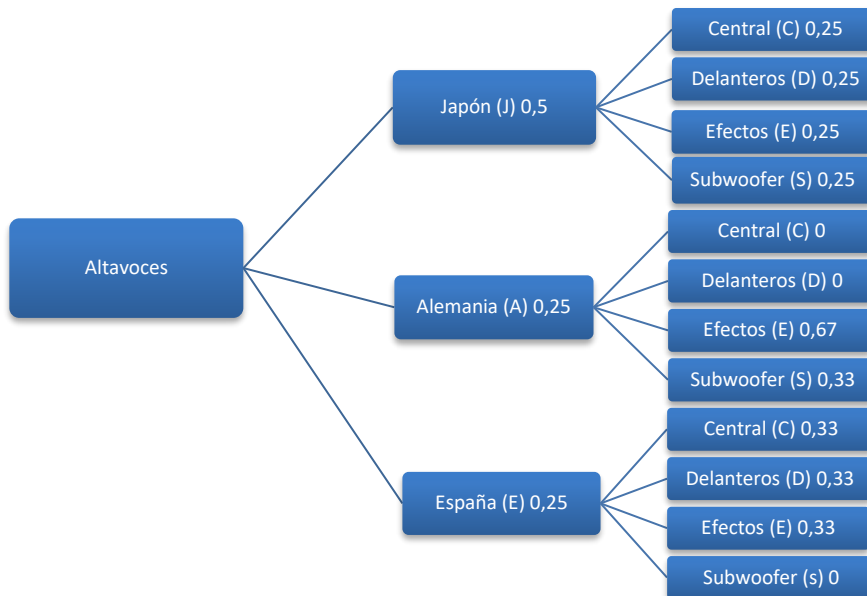 Altavoces
Japón (J) 0,5
Central (C) 0,25
Delanteros (D) 0,25
Efectos (E) 0,25
Subwoofer (S) 0,25
Alemania (A) 0,25
Central (C) 0
Delanteros (D) 0
Efectos (E) 0,67
Subwoofer (S) 0,33
España (E) 0,25
Central (C) 0,33
Delanteros (D) 0,33
Efectos (E) 0,33
Subwoofer (s) 0